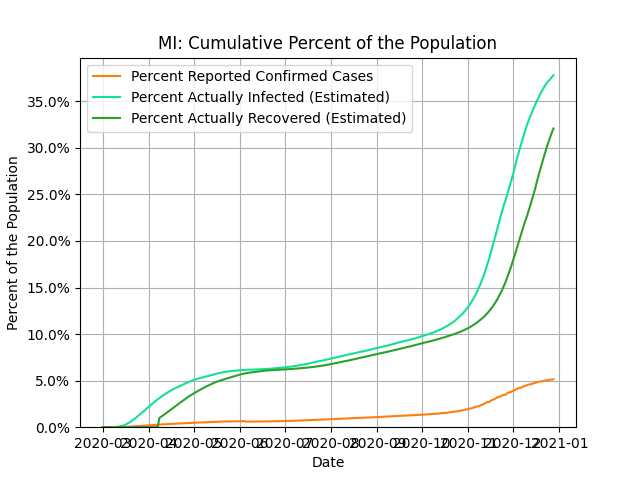 MI: Cumulative Percent of the Population
Percent Reported Confirmed Cases
Percent Actually Infected (Estimated)
Percent Actually Recovered (Estimated)
Percent of the Population
35.0%
30.0%
25.0%
20.0%
15.0%
10.0%
5.0%
0.0%
2020-03 2020-04 2020-05 2020-06 2020-07 2020-08 2020-09 2020-10 2020-11 2020-12 2021-01
Date